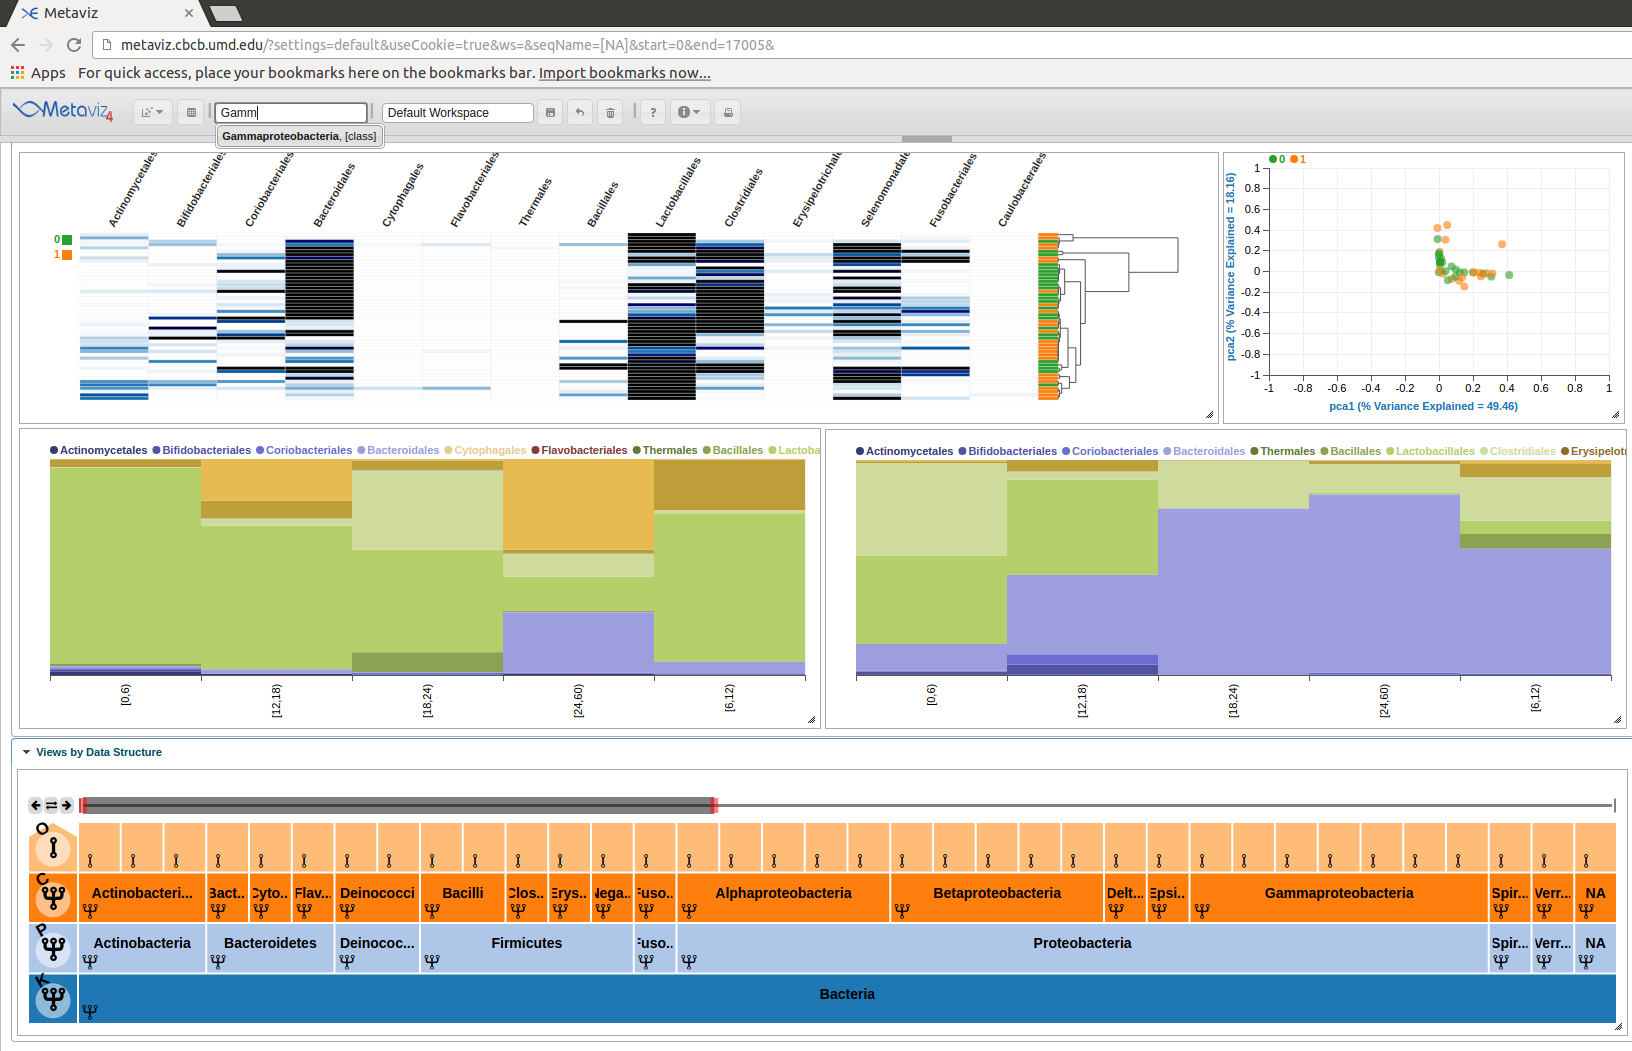 Metaviz
metaviz.cbcb.umd.edu/?settings=default&useCookie=true&ws=&seqName=[NA]&start=0&end=17005&
Apps For quick access, place your bookmarks here on the bookmarks bar. Import bookmarks now...
Metaviz4 Gamm Default Workspace ?
Gammaproteobacteria, [class]
Actinomycetales Bifidobacteriales Coriobacteriales Bacteroidales Cytophagales Flavobacteriales Thermales Bacillales Lactobacillales Clostridiales Erysipelotrichale Selenomonadale Fusobacteriales Caulobacterales
0
1
0 1
1
0.8
0.6
0.4
0.2
0
-0.2
-0.4
-0.6
-0.8
-1
pca2 (% Variance Explained = 18.16)
-1 -0.8 -0.6 -0.4 -0.2 0 0.2 0.4 0.6 0.8 1
pca1 (% Variance Explained = 49.46)
Actinomycetales Bifidobacteriales Coriobacteriales Bacteroidales Cytophagales Flavobacteriales Thermales Bacillales Lactoba
[0,6) [12,18) [18,24) [24,60) [6,12)
Actinomycetales Bifidobacteriales Coriobacteriales Bacteroidales Thermales Bacillales Lactobacillales Clostridiales Erysipelotr
[0,6) [12,18) [18,24) [24,60) [6,12)
Views by Data Structure
O
C Actinobacteri... Bact.. Cyto.. Flav... Deinococci Bacilli Clos.. Erys.. Nega.. Fuso.. Alphaproteobacteria Betaproteobacteria Delt... Epsi.. Gammaproteobacteria Spir... Verr... NA
P Actinobacteria Bacteroidetes Deinococ... Firmicutes Fuso.. Proteobacteria Spir... Verr... NA
K Bacteria